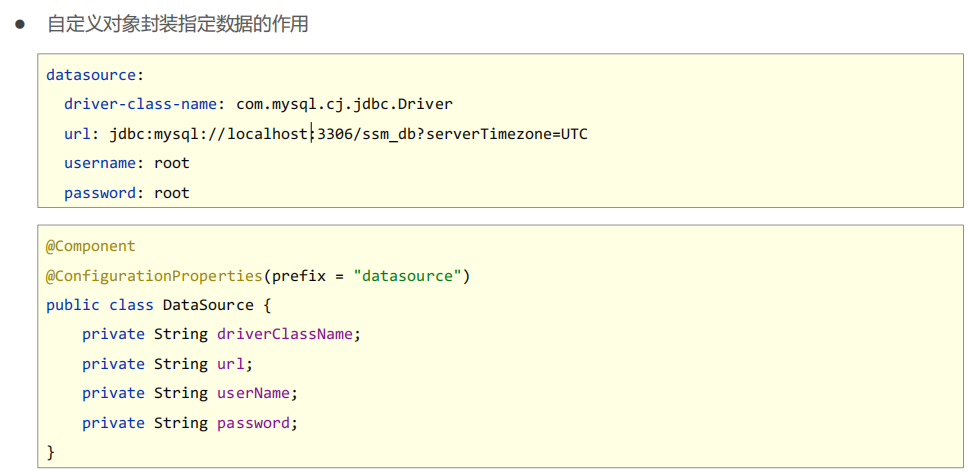 ● 自定义对象封装指定数据的作用
datasource:
  driver-class-name: com.mysql.cj.jdbc.Driver
  url: jdbc:mysql://localhost:3306/ssm_db?serverTimezone=UTC
  username: root
  password: root
@Component
@ConfigurationProperties(prefix = "datasource")
public class DataSource {
    private String driverClassName;
    private String url;
    private String userName;
    private String password;
}